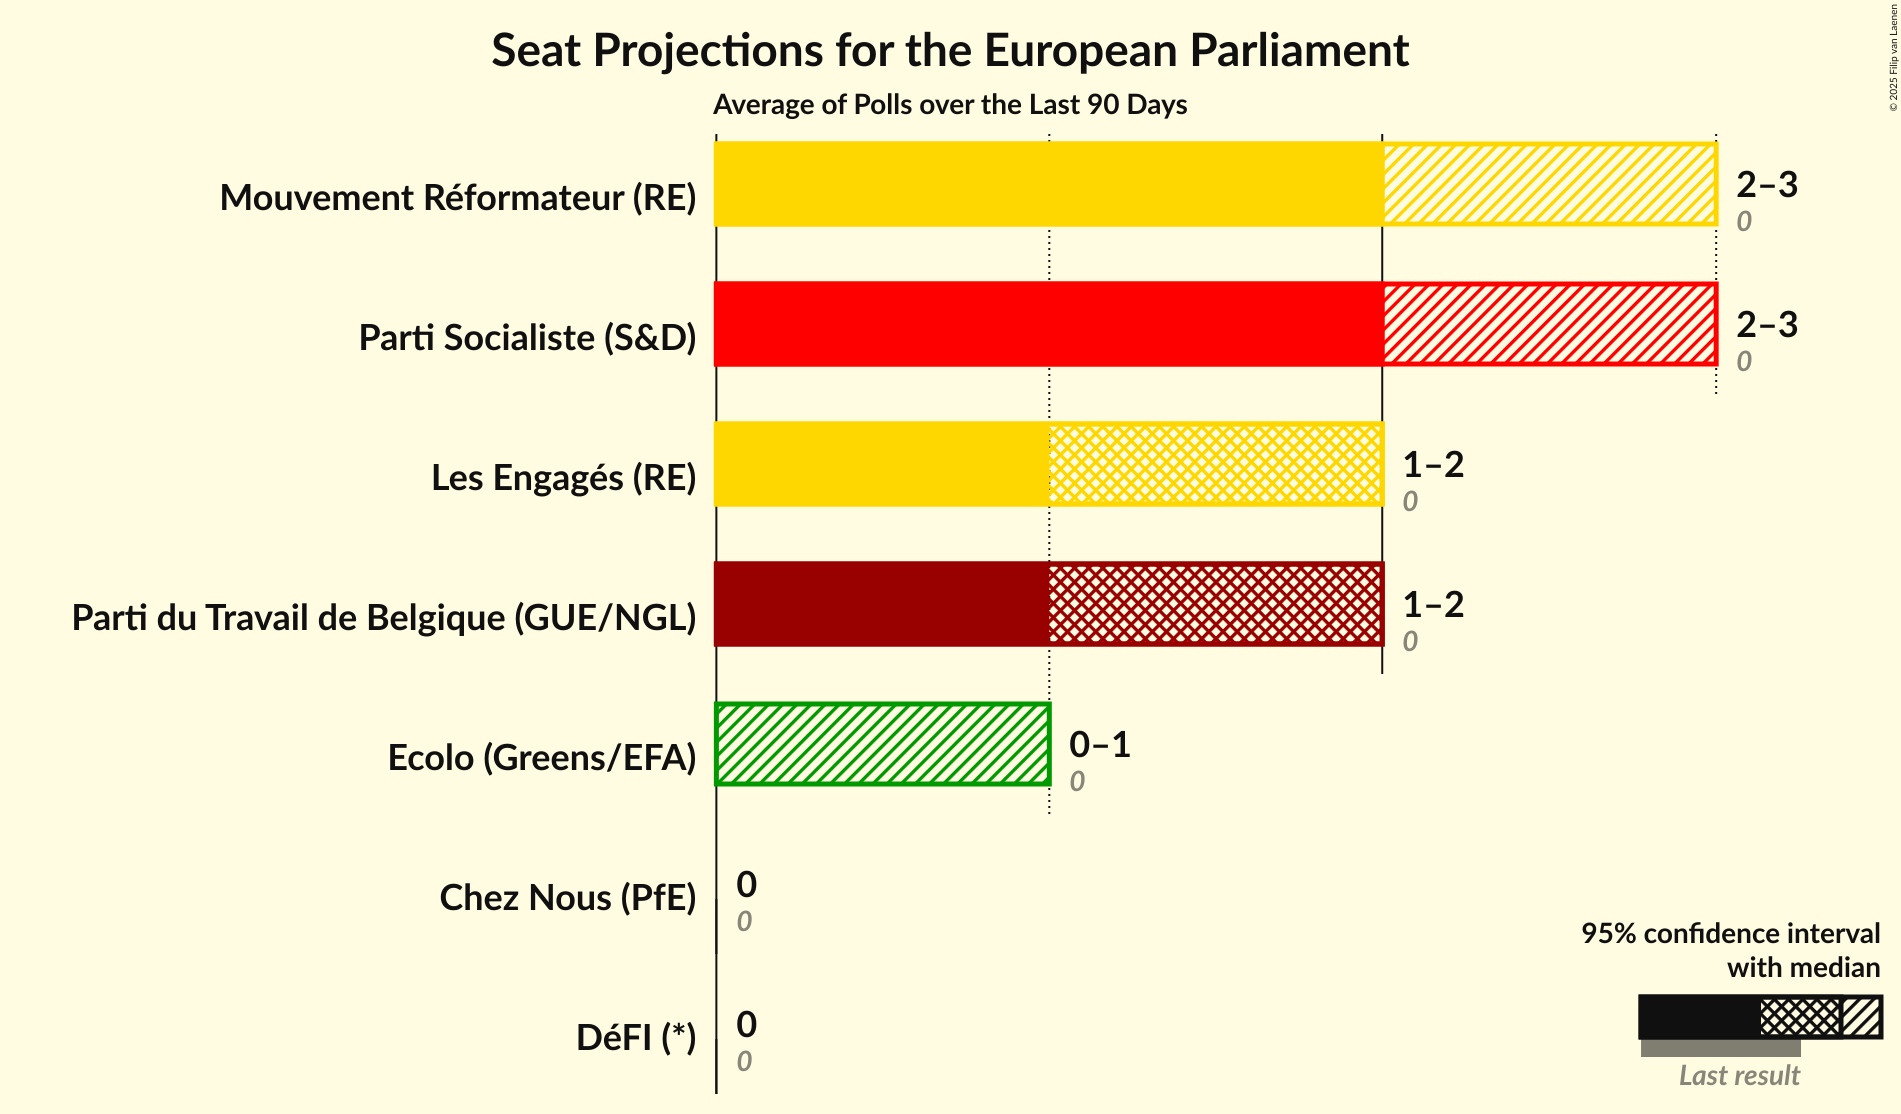 Seat Projections for the European Parliament
Average of Polls over the Last 90 Days
© 2025 Filip van Laenen
Mouvement Réformateur (RE)
2–3
0
Parti Socialiste (S&D)
2–3
0
Les Engagés (RE)
1–2
0
Parti du Travail de Belgique (GUE/NGL)
1–2
0
Ecolo (Greens/EFA)
0–1
0
Chez Nous (PfE)
0
0
DéFI (*)
0
0
95% confidence interval
with median
Last result